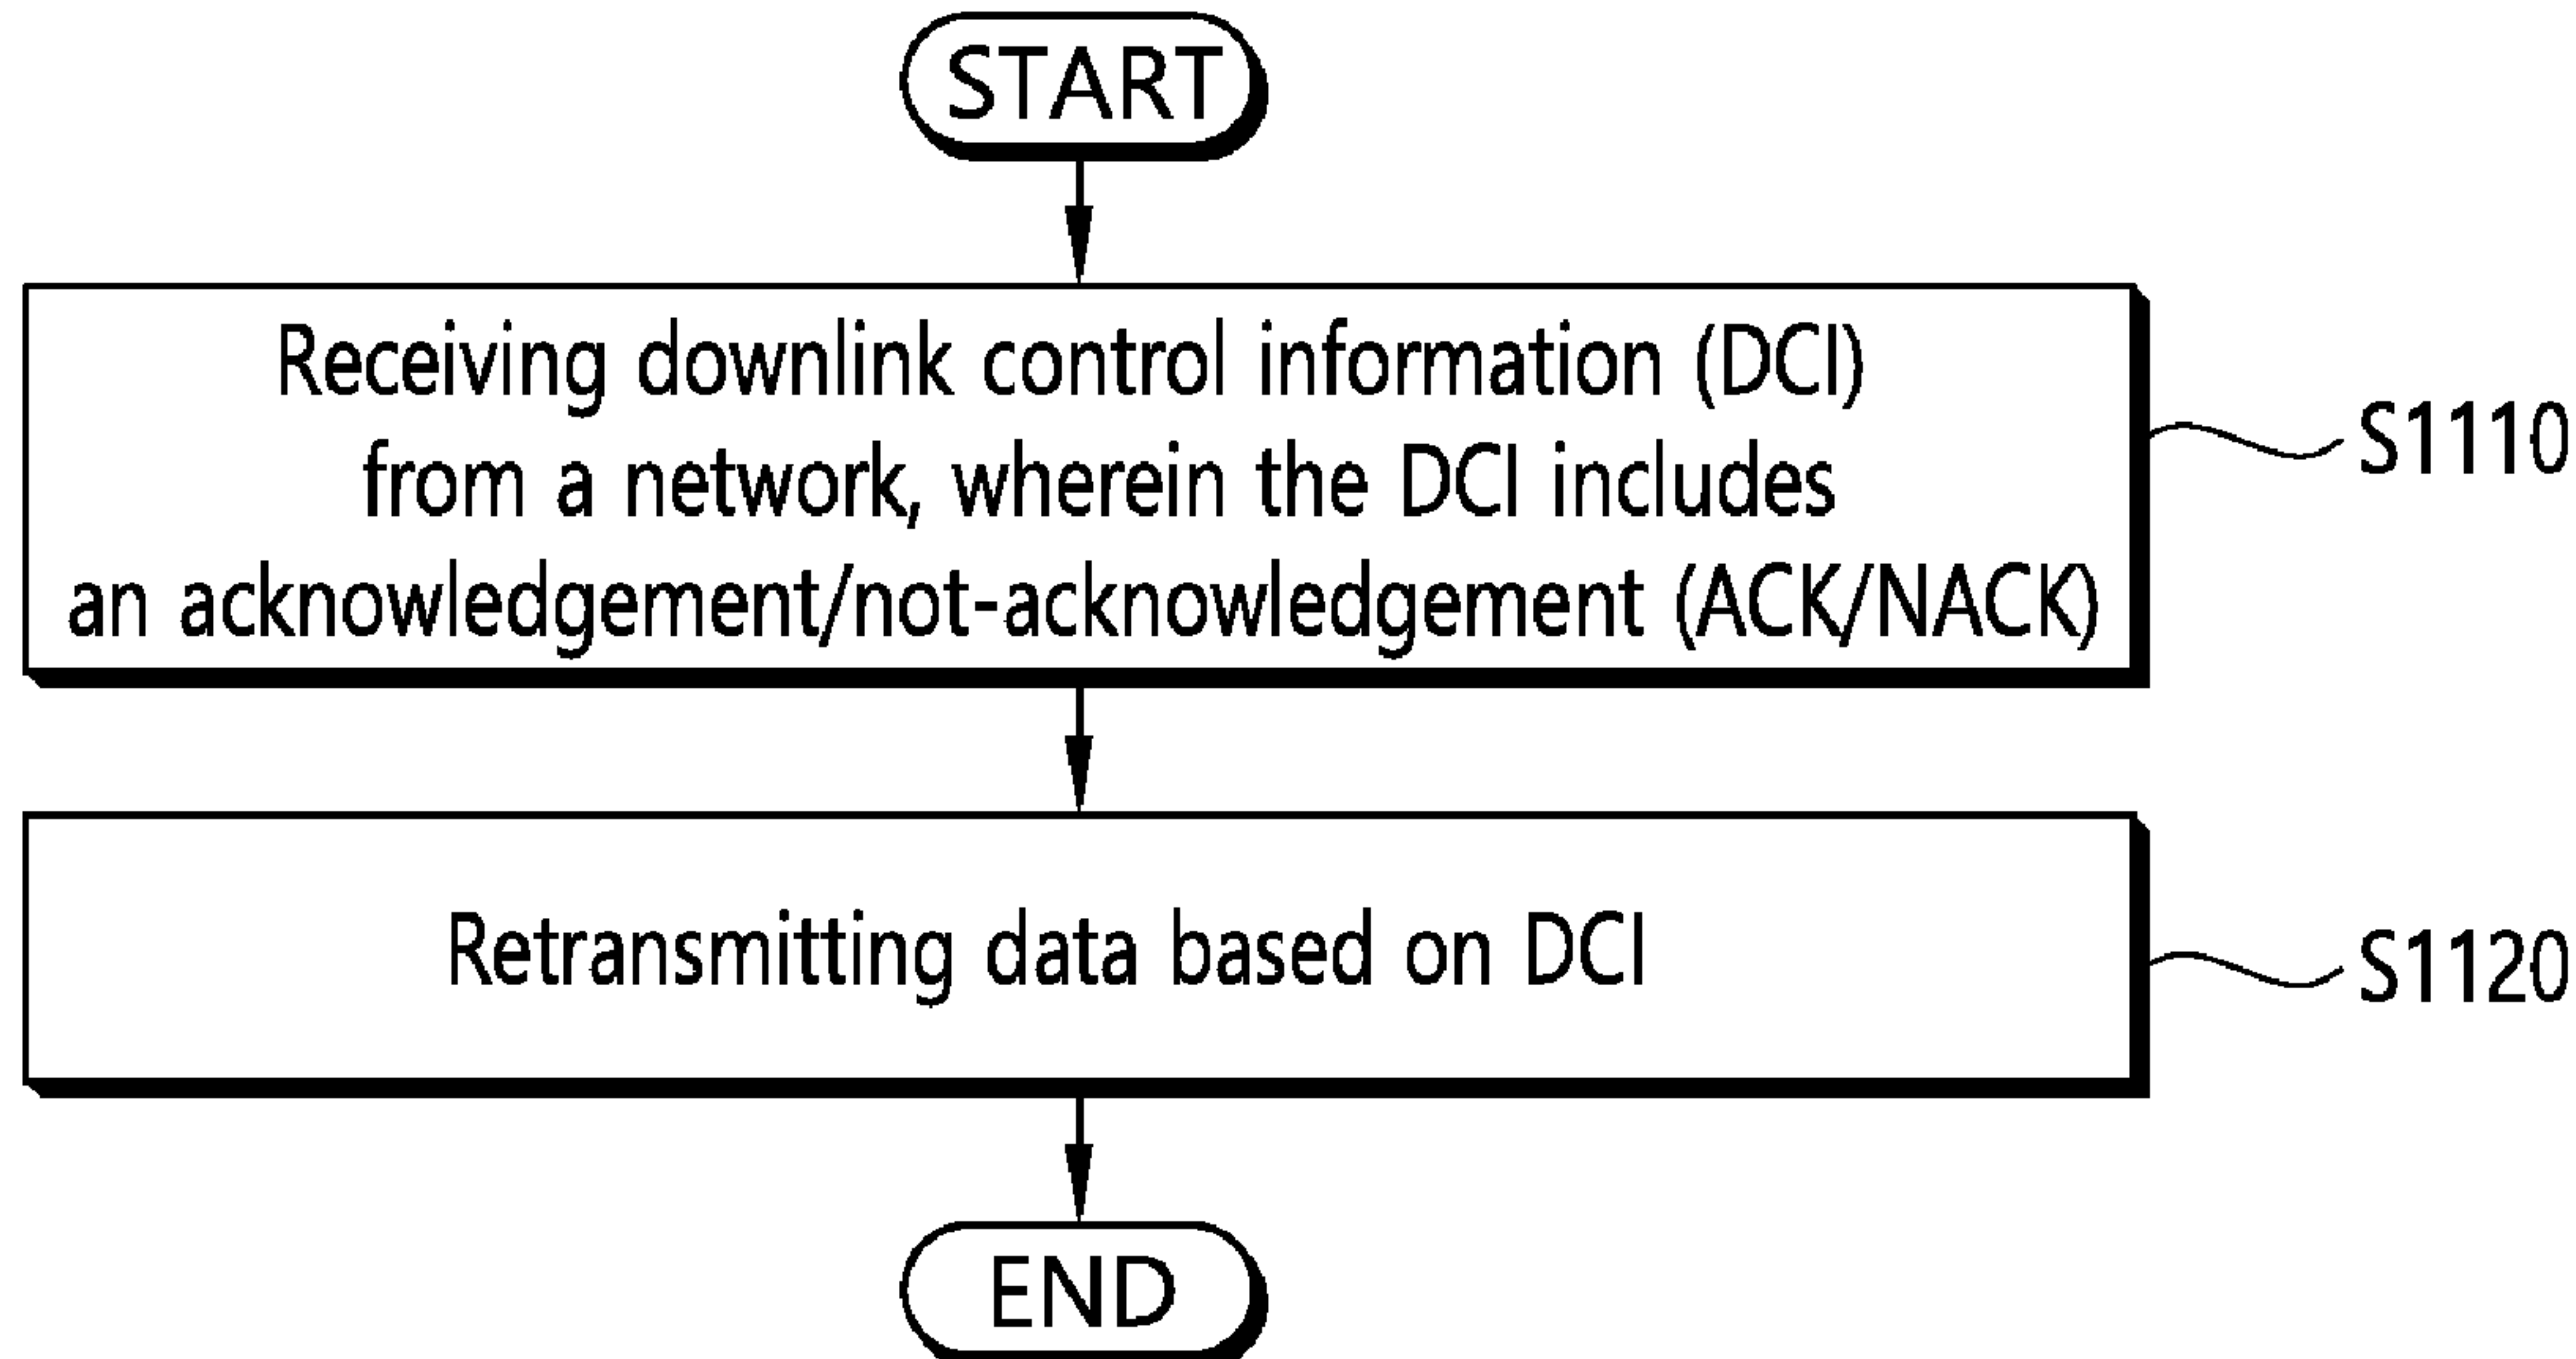 START
Receiving downlink control information (DCI)
from a network, wherein the DCI includes
an acknowledgement/not-acknowledgement (ACK/NACK)
S1110
Retransmitting data based on DCI
S1120
END